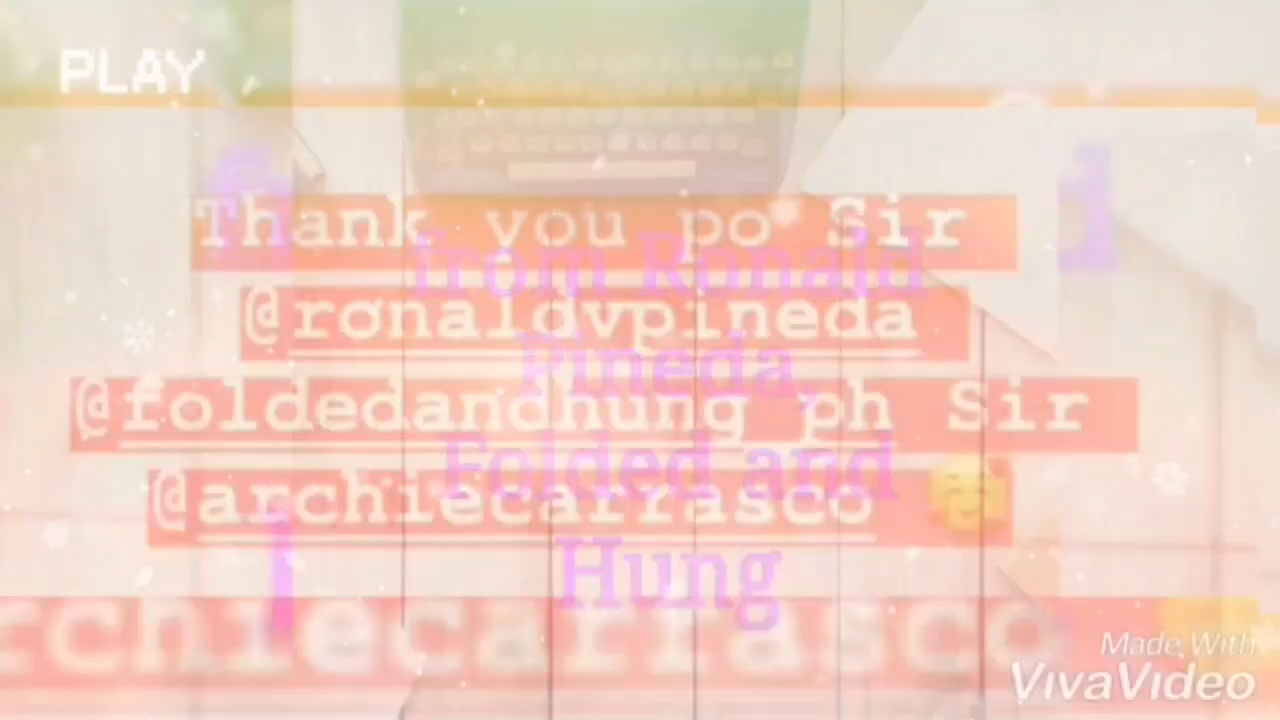 PLAY
Thank you po Sir
@ronaldvpineda
@foldedandhung ph Sir
@archiecarrasco
from Ronald
Pineda,
Folded and
Hung
rchiecarrasco
Made With
VivaVideo